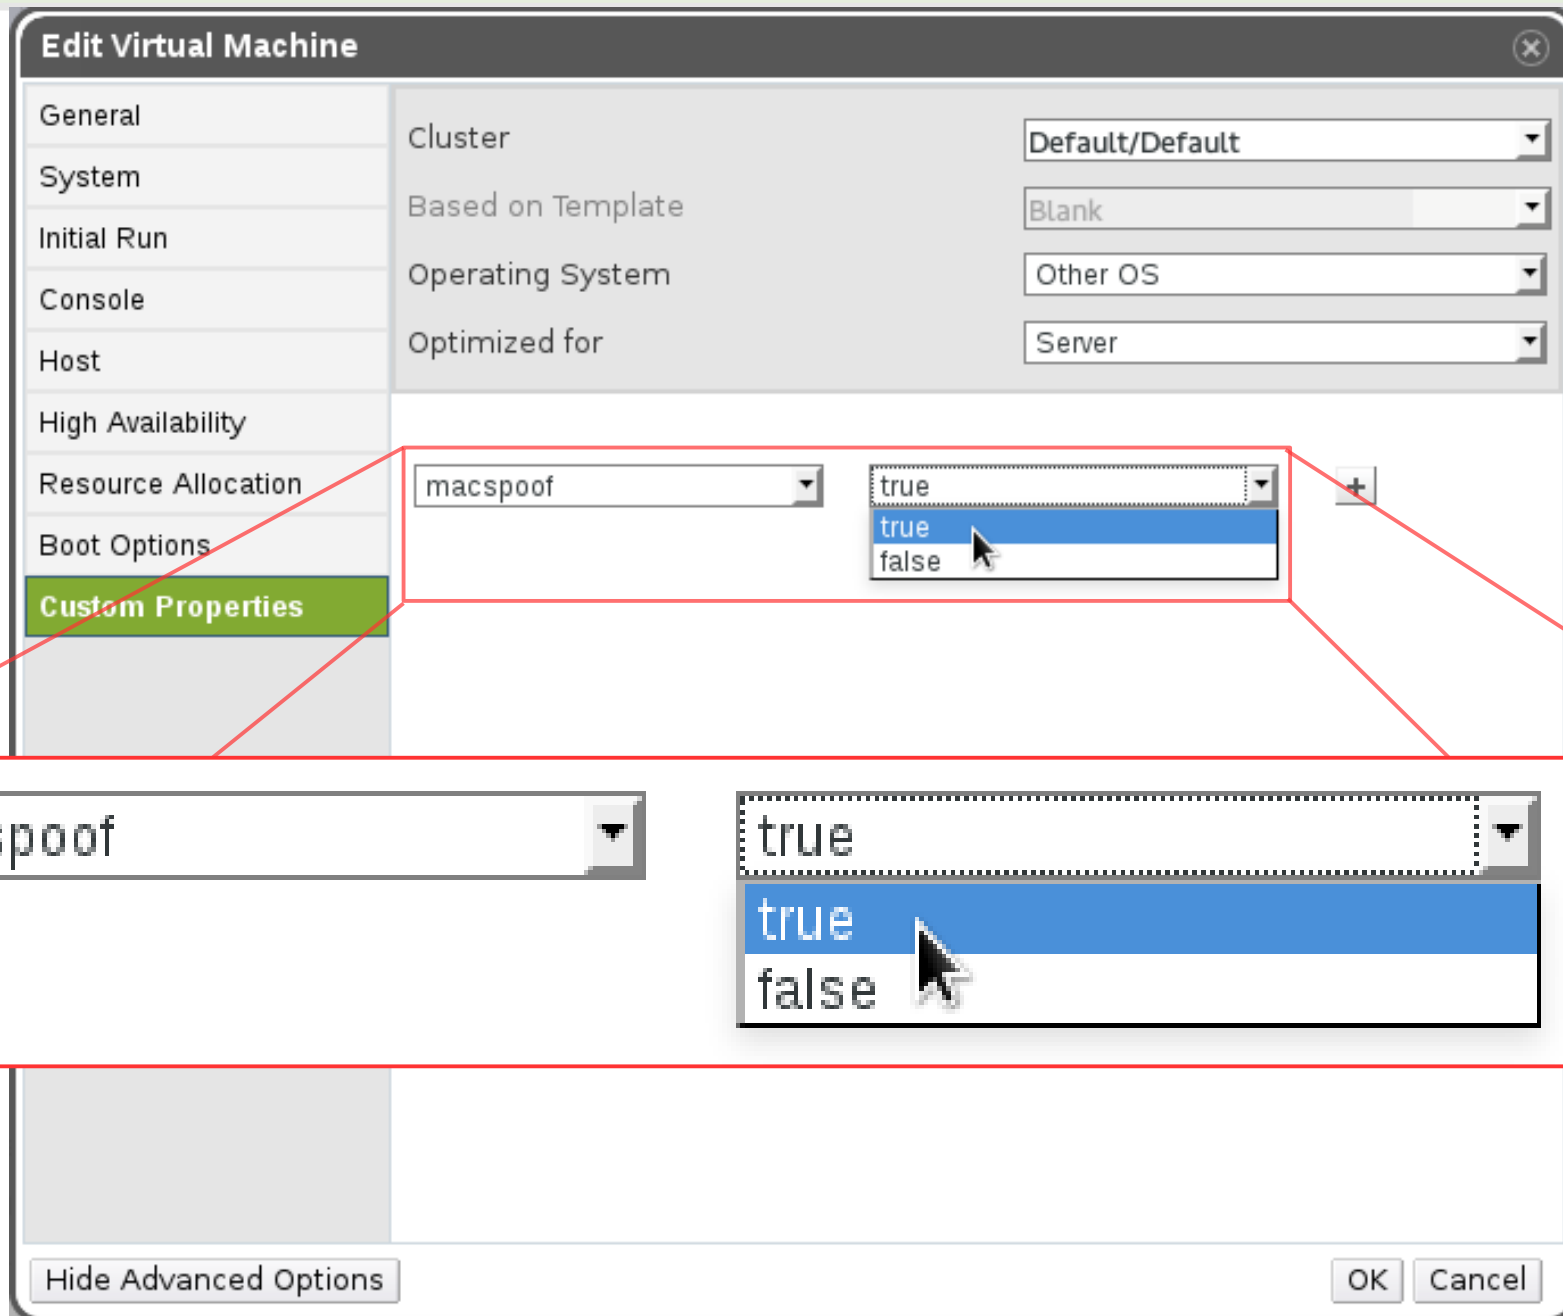 Edit Virtual Machine
General
System
Initial Run
Console
Host
High Availability
Resource Allocation
Boot Options
Custom Properties
Cluster
Default/Default
Based on Template
Blank
Operating System
Other OS
Optimized for
Server
macspoof
true
+
true
false
spoof
true
true
false
Hide Advanced Options
OK
Cancel